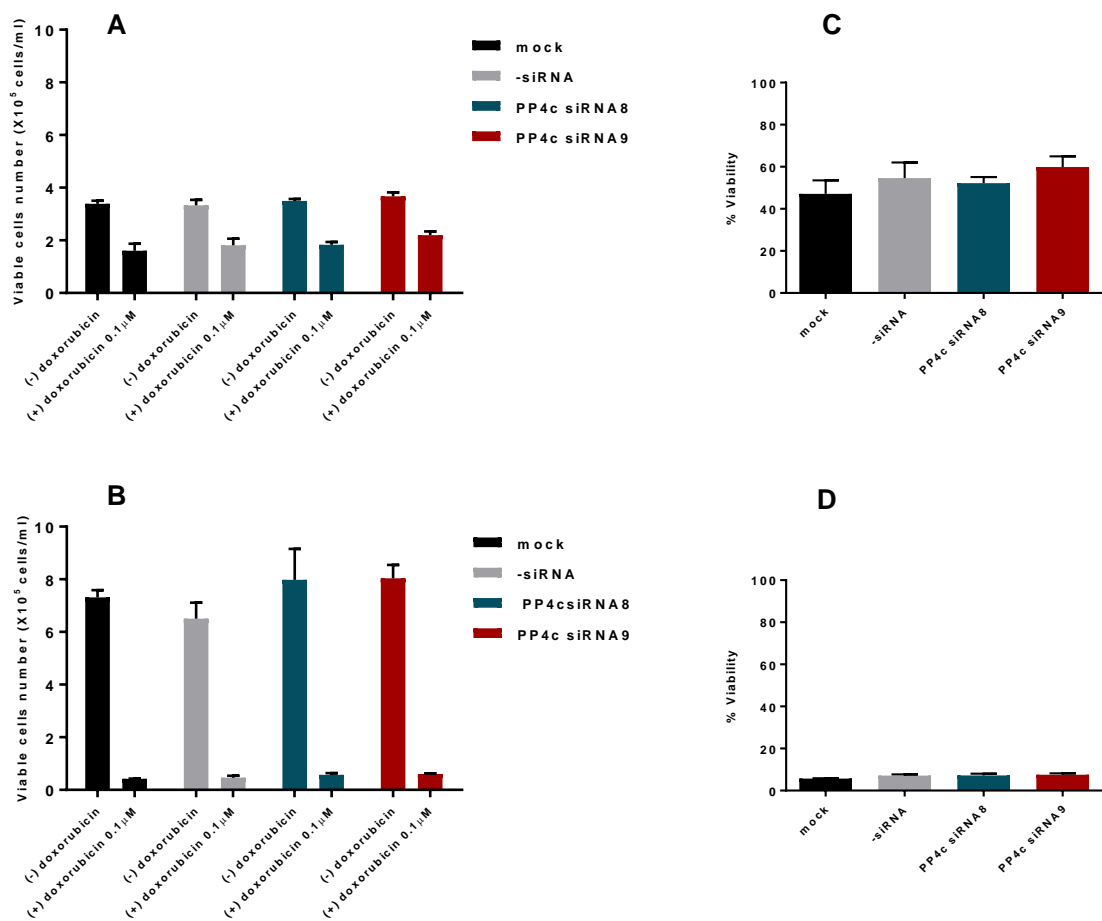 A
Viable cells number (X10⁵ cells/ml)
10
8
6
4
2
0
(-) doxorubicin
(+) doxorubicin 0.1μM
(-) doxorubicin
(+) doxorubicin 0.1μM
(-) doxorubicin
(+) doxorubicin 0.1μM
(-) doxorubicin
(+) doxorubicin 0.1μM
mock
-siRNA
PP4c siRNA8
PP4c siRNA9
C
% Viability
100
80
60
40
20
0
mock
-siRNA
PP4c siRNA8
PP4c siRNA9
B
Viable cells number (X10⁵ cells/ml)
10
8
6
4
2
0
(-) doxorubicin
(+) doxorubicin 0.1μM
(-) doxorubicin
(+) doxorubicin 0.1μM
(-) doxorubicin
(+) doxorubicin 0.1μM
(-) doxorubicin
(+) doxorubicin 0.1μM
mock
-siRNA
PP4csiRNA8
PP4c siRNA9
D
% Viability
100
80
60
40
20
0
mock
-siRNA
PP4c siRNA8
PP4c siRNA9